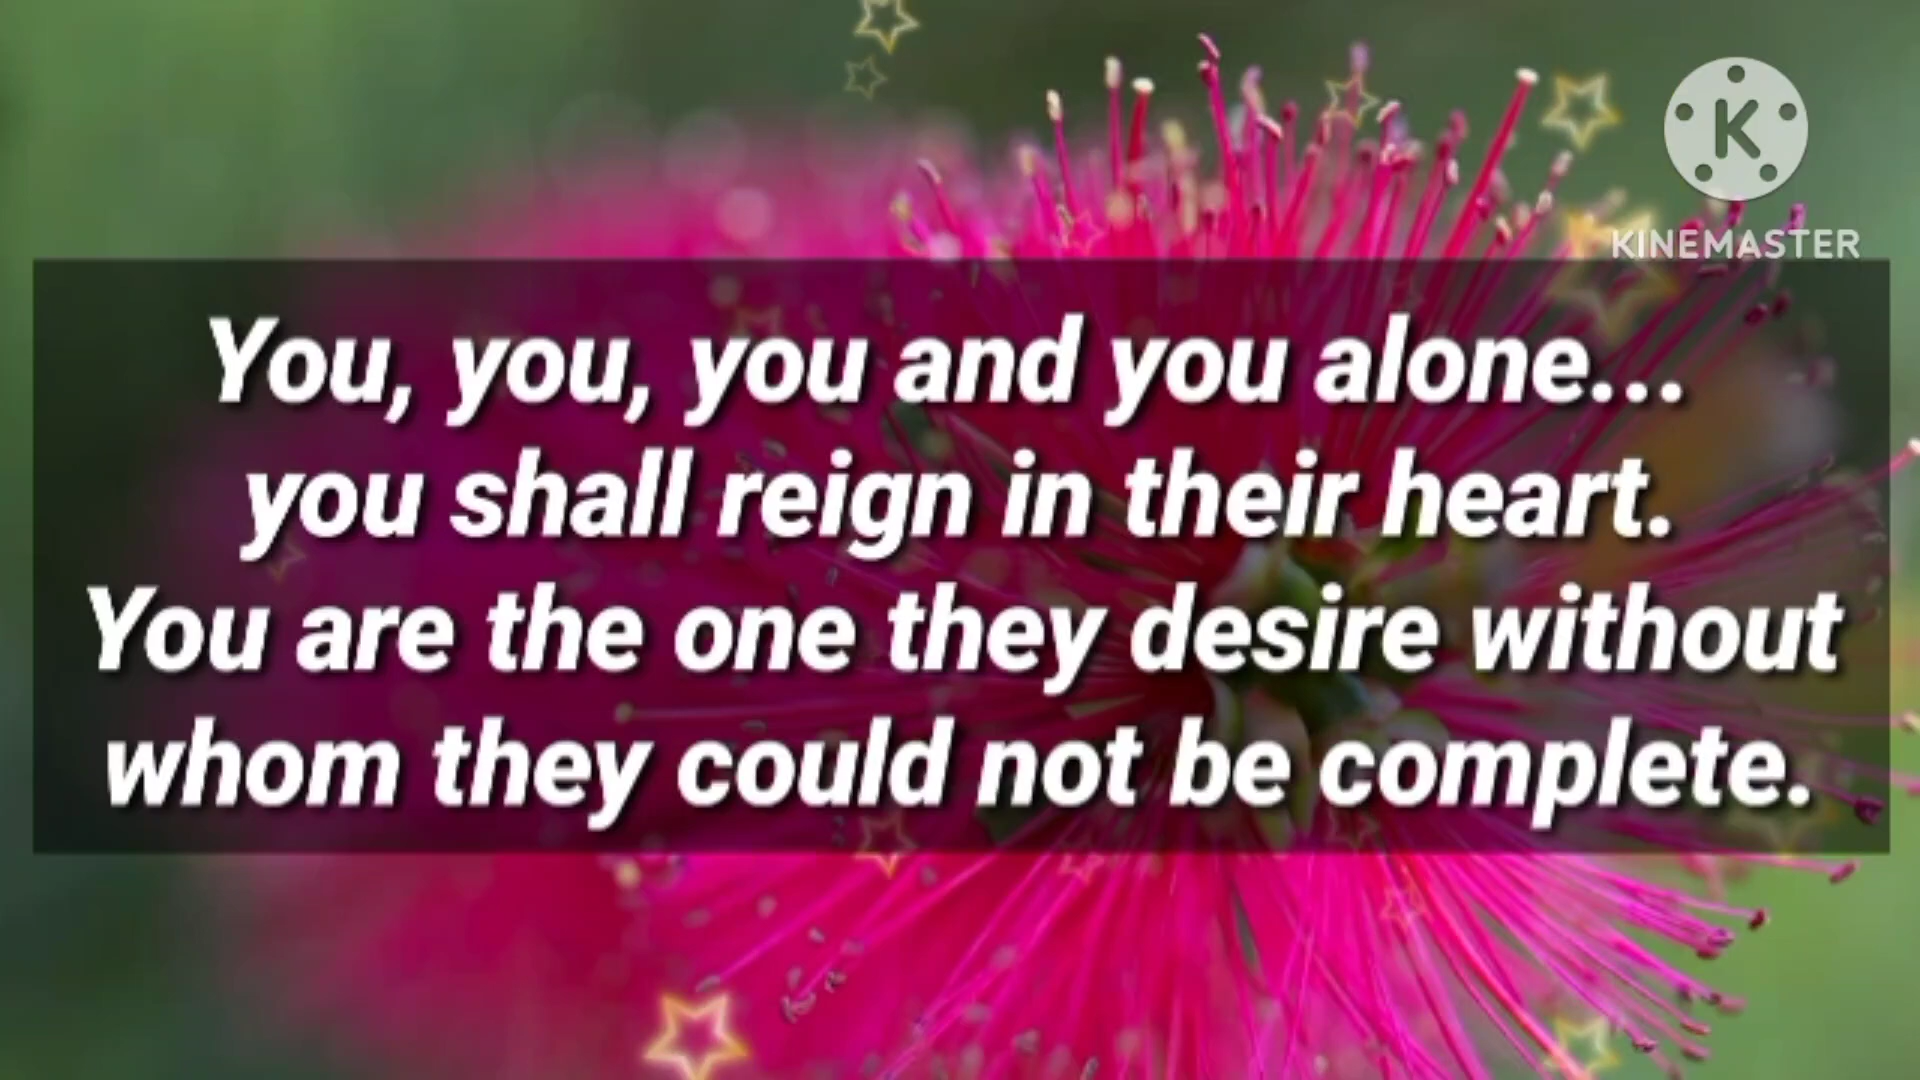 K
KINEMASTER
You, you, you and you alone...
you shall reign in their heart.
You are the one they desire without
whom they could not be complete.